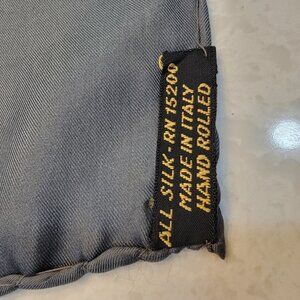 ALL SILK - RN 15200
MADE IN ITALY
HAND ROLLED